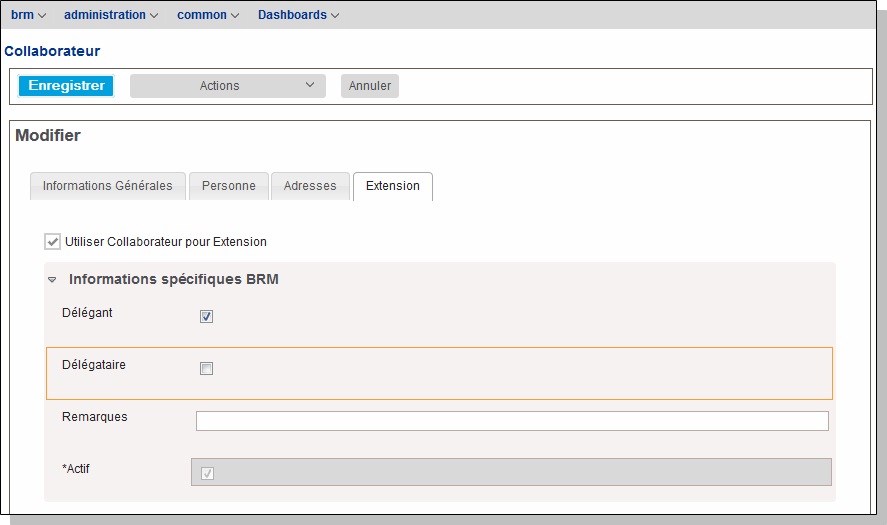 brm administration common Dashboards
Collaborateur
Enregistrer Actions Annuler
Modifier
Informations Générales Personne Adresses Extension
Utiliser Collaborateur pour Extension
Informations spécifiques BRM
Délégant
Délégataire
Remarques
*Actif